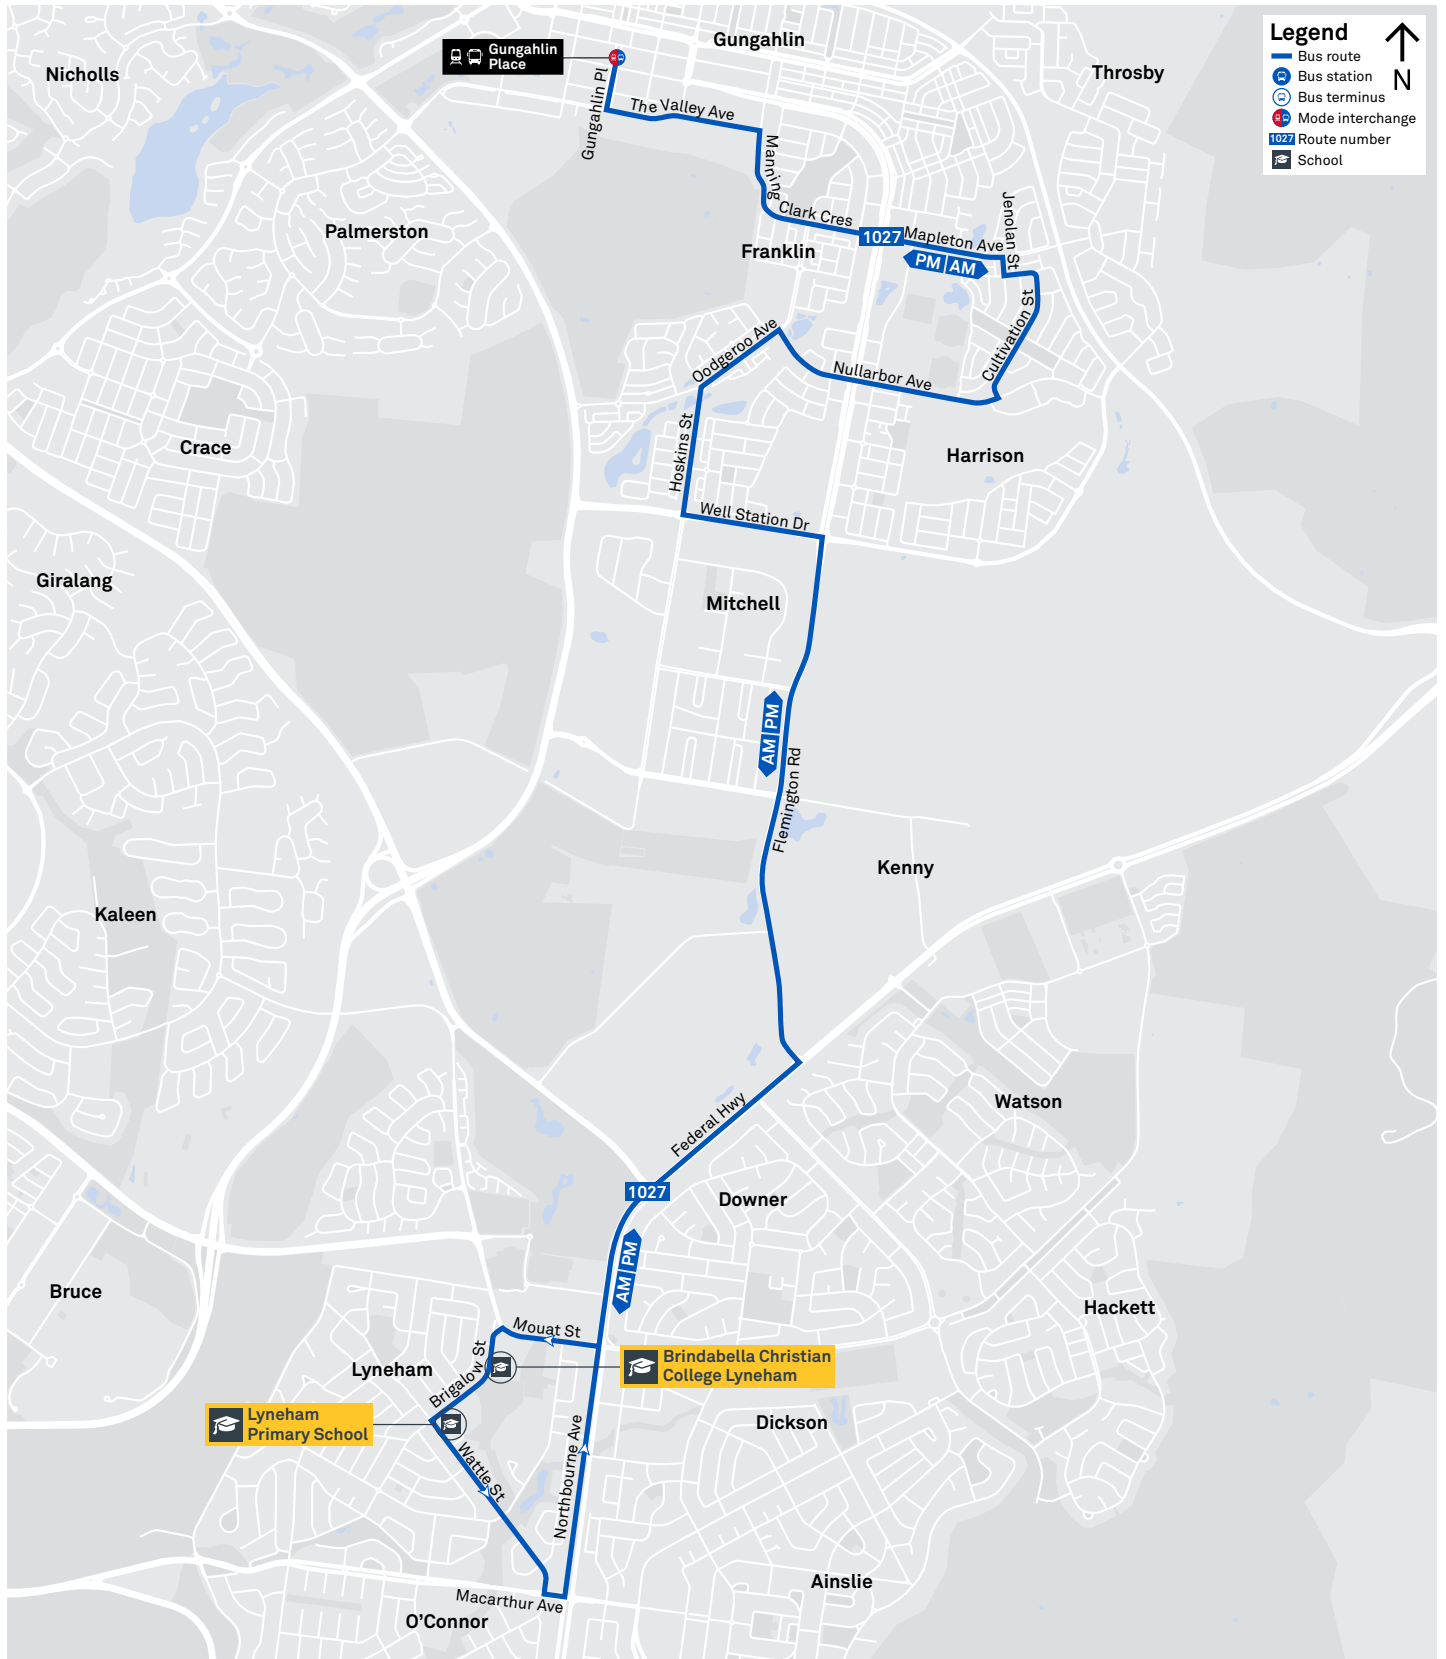 Legend
N
Bus route
Bus station
Bus terminus
Mode interchange
1027 Route number
School
Gungahlin
Nicholls
Throsby
Gungahlin
Place
Gungahlin Pl
The Valley Ave
Manning
Clark Cres
Palmerston
Franklin
1027
Mapleton Ave
Jenolan St
PM AM
Cultivation St
Oodgeroo Ave
Nullarbor Ave
Hoskins St
Crace
Harrison
Well Station Dr
Giralang
Mitchell
AM PM
Flemington Rd
Kenny
Kaleen
Watson
Federal Hwy
1027
Downer
AM PM
Bruce
Hackett
Mouat St
Brigalow St
Lyneham
Brindabella Christian
College Lyneham
Lyneham
Primary School
Dickson
Wattle St
Northbourne Ave
Ainslie
Macarthur Ave
O'Connor